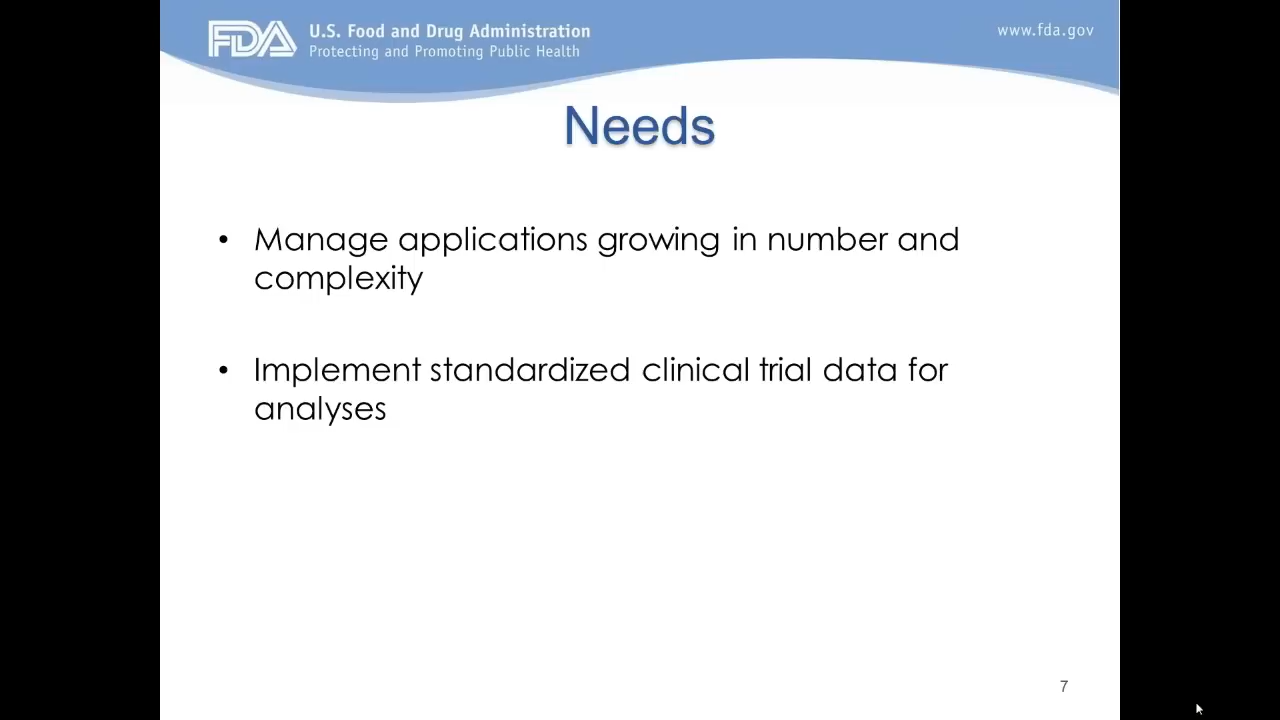 FDA
U.S. Food and Drug Administration
Protecting and Promoting Public Health
www.fda.gov
Needs
• Manage applications growing in number and
complexity
• Implement standardized clinical trial data for
analyses
7